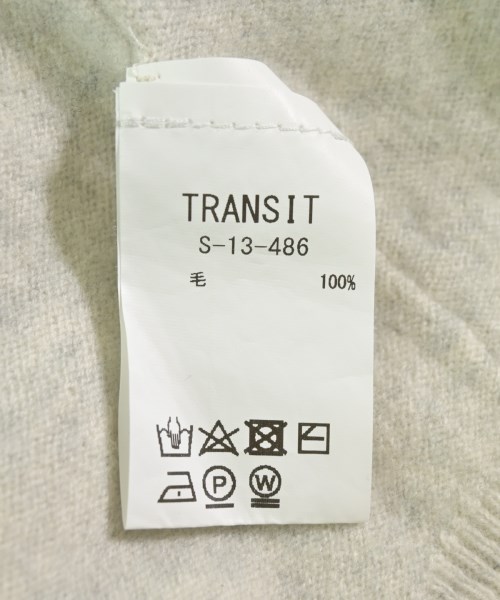 TRANSIT
S-13-486
毛 100%
P W